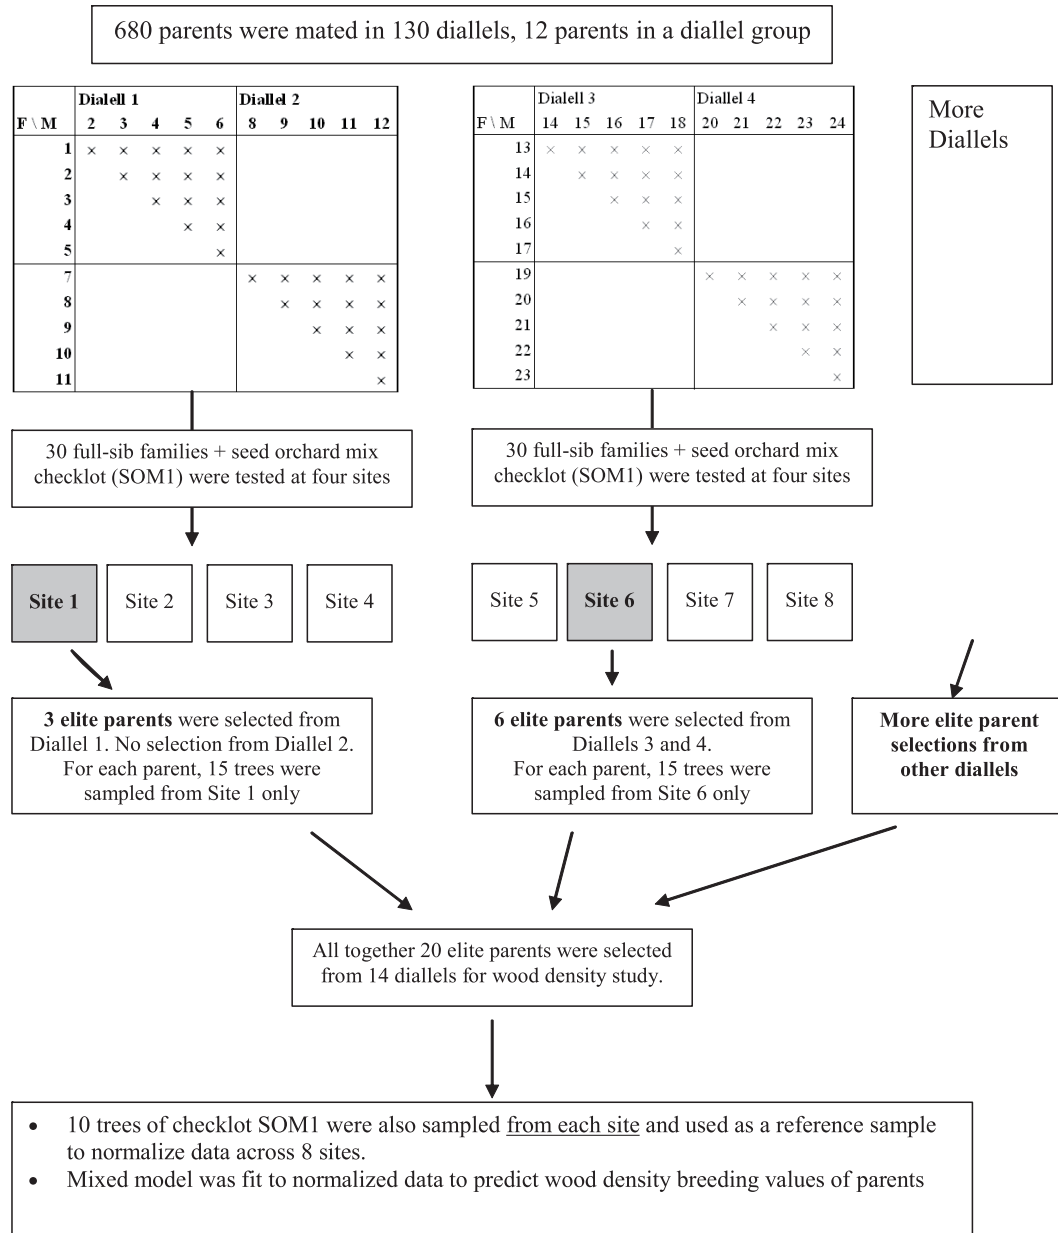 680 parents were mated in 130 diallels, 12 parents in a diallel group
Dialell 1 Diallel 2
F \ M 2 3 4 5 6 8 9 10 11 12
1 × × × × ×
2 × × × ×
3 × × ×
4 × ×
5 ×
7 × × × × ×
8 × × × ×
9 × × ×
10 × ×
11 ×
Dialell 3 Diallel 4
F \ M 14 15 16 17 18 20 21 22 23 24
13 × × × × ×
14 × × × ×
15 × × ×
16 × ×
17 ×
19 × × × × ×
20 × × × ×
21 × × ×
22 × ×
23 ×
More
Diallels
30 full-sib families + seed orchard mix
checklot (SOM1) were tested at four sites
30 full-sib families + seed orchard mix
checklot (SOM1) were tested at four sites
Site 1 Site 2 Site 3 Site 4
Site 5 Site 6 Site 7 Site 8
3 elite parents were selected from
Diallel 1. No selection from Diallel 2.
For each parent, 15 trees were
sampled from Site 1 only
6 elite parents were selected from
Diallels 3 and 4.
For each parent, 15 trees were
sampled from Site 6 only
More elite parent
selections from
other diallels
All together 20 elite parents were selected
from 14 diallels for wood density study.
• 10 trees of checklot SOM1 were also sampled from each site and used as a reference sample
to normalize data across 8 sites.
• Mixed model was fit to normalized data to predict wood density breeding values of parents